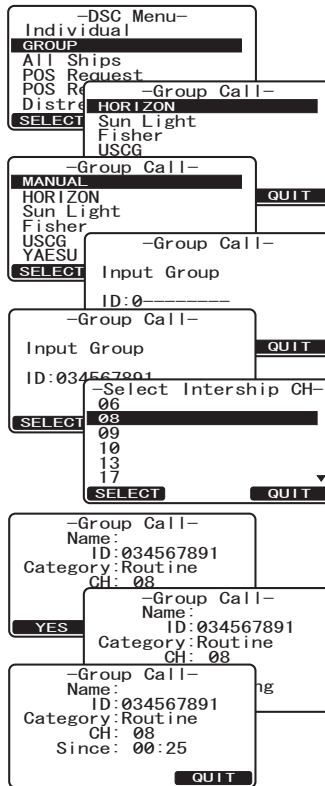 -DSC Menu-
Individual
GROUP
All Ships
POS Request
POS Re
Distre
SELECT
-Group Call-
HORIZON
Sun Light
Fisher
USCG
QUIT
-Group Call-
MANUAL
HORIZON
Sun Light
Fisher
USCG
YAESU
SELECT
-Group Call-
Input Group
ID:0--------
QUIT
-Group Call-
Input Group
ID:034567891
SELECT
-Select Intership CH-
06
08
09
10
13
17
SELECT QUIT
-Group Call-
Name:
ID:034567891
Category:Routine
CH: 08
YES
-Group Call-
Name:
ID:034567891
Category:Routine
CH: 08
ng
-Group Call-
Name:
ID:034567891
Category:Routine
CH: 08
Since: 00:25
QUIT